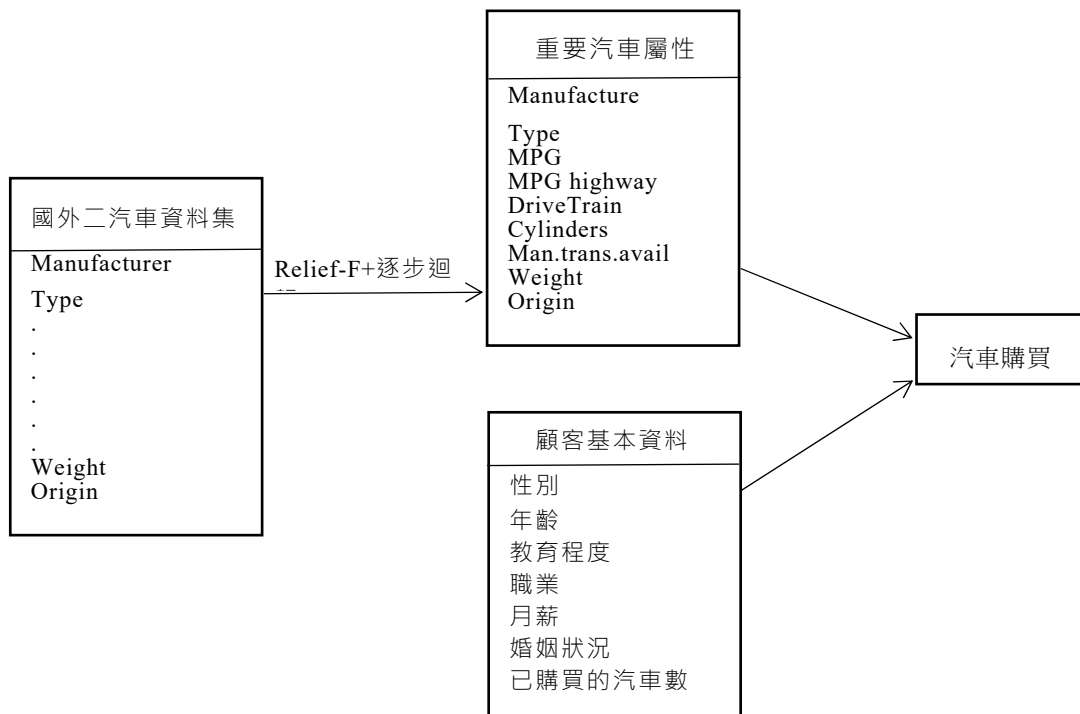 國外二汽車資料集
Manufacturer
Type
.
.
.
.
.
.
Weight
Origin
Relief-F+逐步迴
重要汽車屬性
Manufacture
Type
MPG
MPG highway
DriveTrain
Cylinders
Man.trans.avail
Weight
Origin
顧客基本資料
性別
年齡
教育程度
職業
月薪
婚姻狀況
已購買的汽車數
汽車購買